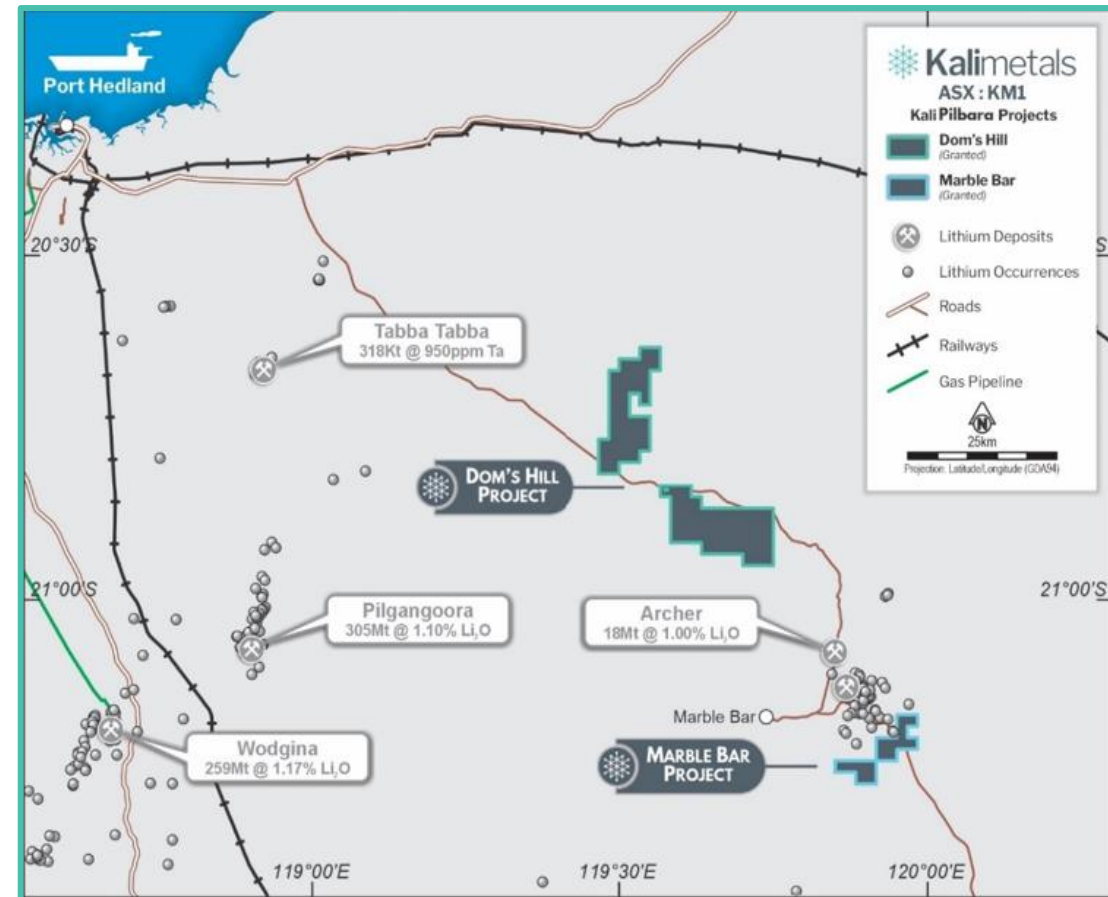 Port Hedland
Kalimetals
ASX : KM1
Kali Pilbara Projects
Dom's Hill
(Granted)
Marble Bar
(Granted)
Lithium Deposits
Lithium Occurrences
Roads
Railways
Gas Pipeline
N
25km
Projection: Latitude/Longitude (GDA94)
20°30'S
S
Tabba Tabba
318Kt @ 950ppm Ta
DOM'S HILL
PROJECT
21°00'S
21°00'S
Pilgangoora
305Mt @ 1.10% Li₂O
Archer
18Mt @ 1.00% Li₂O
Marble Bar
Wodgina
259Mt @ 1.17% Li₂O
MARBLE BAR
PROJECT
119°00'E
119°30'E
120°00'E